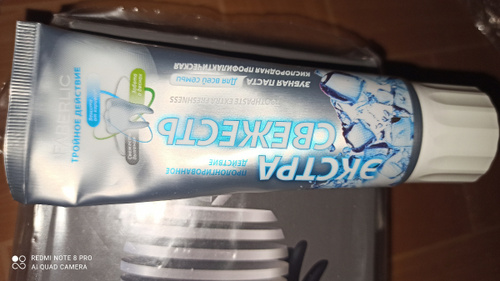 FABERLIC
ТРОЙНОЕ ДЕЙСТВИЕ
ПРОЛОНГИРОВАННОЕ
ДЕЙСТВИЕ
ЭКСТРА
СВЕЖЕСТЬ
TOOTHPASTE EXTRA FRESHNESS
ЗУБНАЯ ПАСТА Для всей семьи
КИСЛОРОДНАЯ ПРОФИЛАКТИЧЕСКАЯ
REDMI NOTE 8 PRO
AI QUAD CAMERA